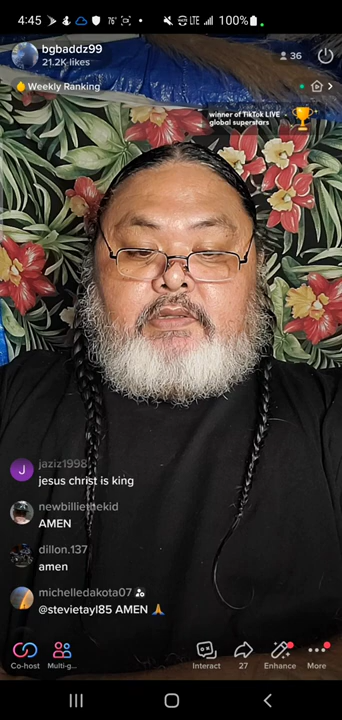 4:45
76°
LTE
100%
bgbaddz99
21.2K likes
36
Weekly Ranking
winner of TikTok LIVE
global superstars
J
jaziz1998
jesus christ is king
newbilliethekid
AMEN
dillon.137
amen
michelledakota07
@stevietayl85 AMEN 🙏
Co-host
Multi-g...
Interact
27
Enhance
More